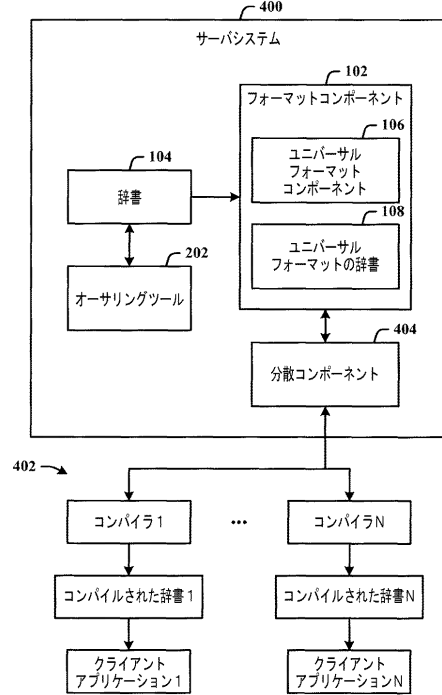 400
サーバシステム
102
フォーマットコンポーネント
106
ユニバーサル
フォーマット
コンポーネント
104
辞書
108
ユニバーサル
フォーマットの辞書
202
オーサリングツール
404
分散コンポーネント
402
コンパイラ1
•••
コンパイラN
コンパイルされた辞書1
コンパイルされた辞書N
クライアント
アプリケーション1
クライアント
アプリケーションN